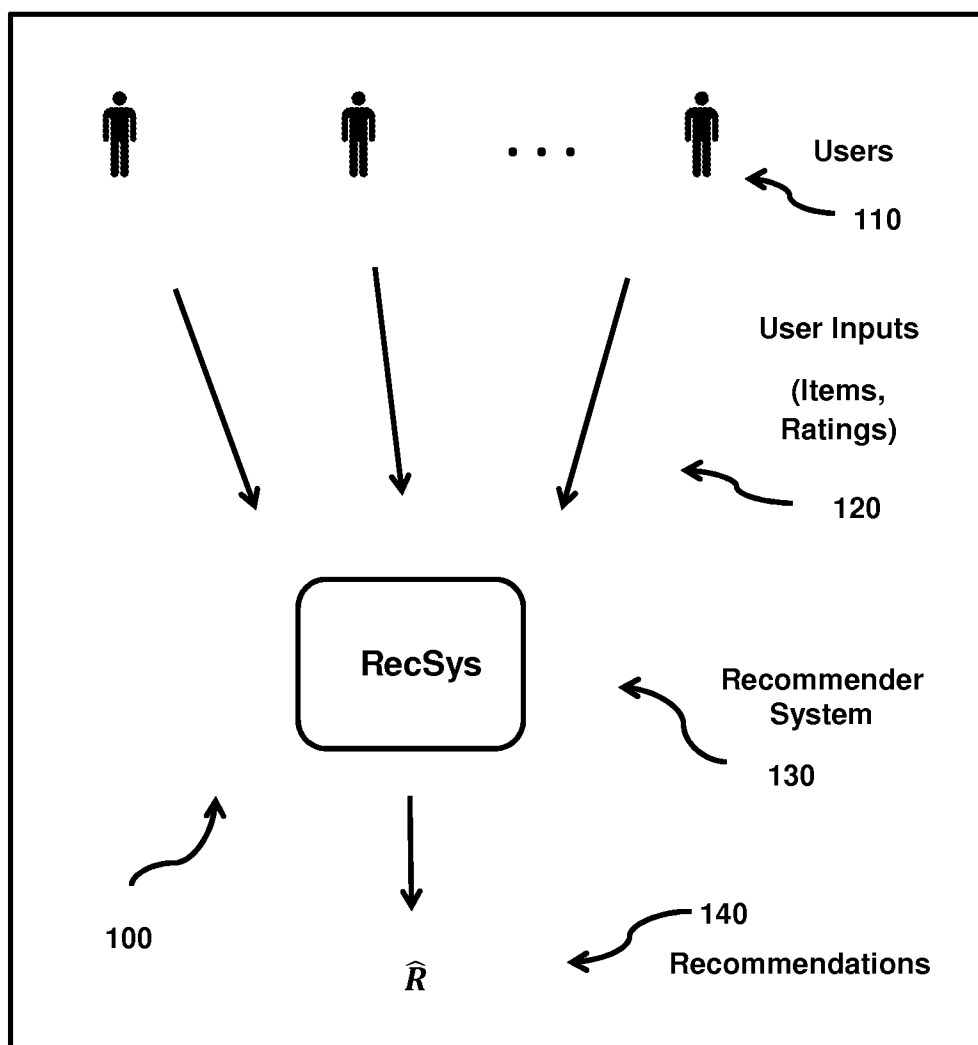 . . .
Users
110
User Inputs
(Items,
Ratings)
120
RecSys
Recommender
System
130
100
140
R̂
Recommendations